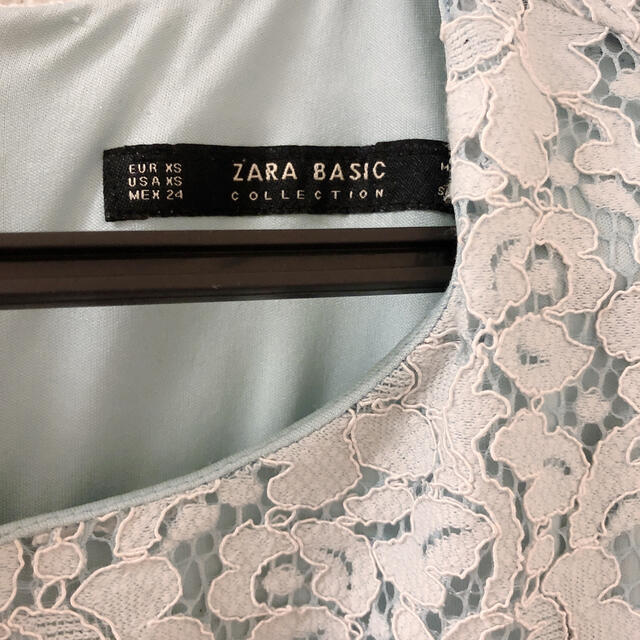 EUR XS
USA XS
MEX 24
ZARA BASIC
COLLECTION